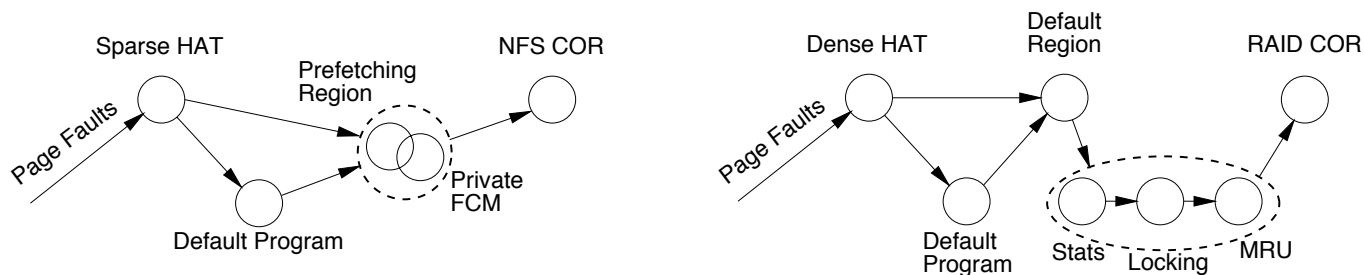 Sparse HAT
NFS COR
Prefetching
Region
Page Faults
Private
FCM
Default Program
Dense HAT
Default
Region
RAID COR
Page Faults
Default
Program
Stats
Locking
MRU